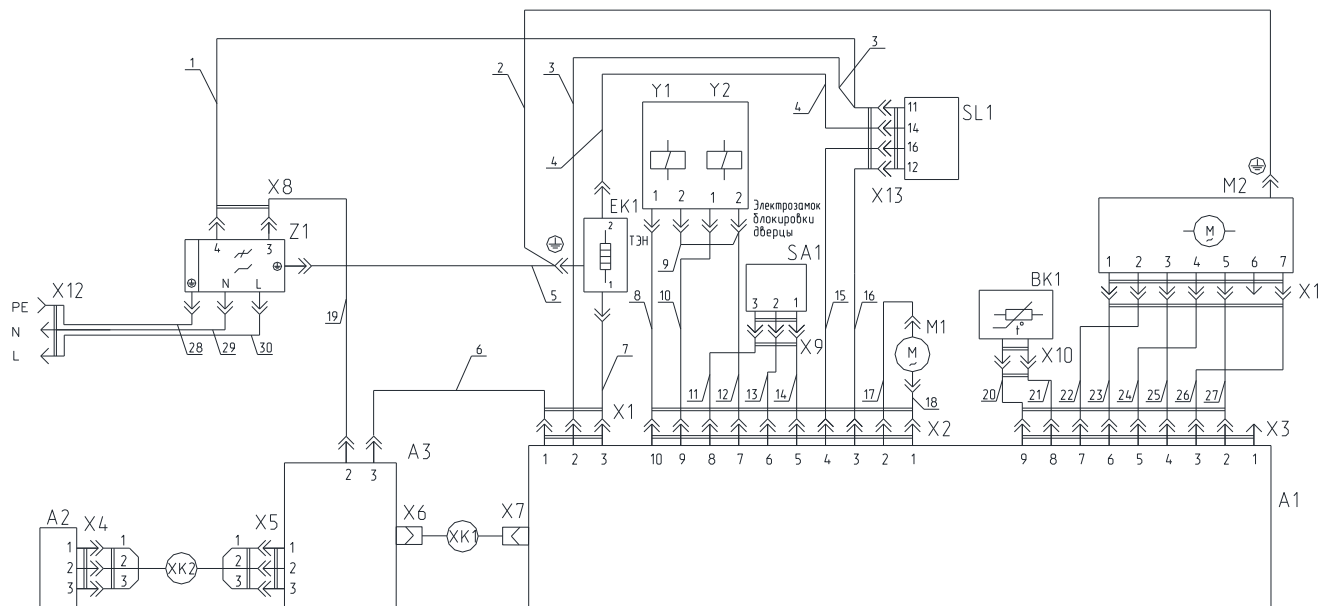 1
2
3
4
3
4
Y1 Y2
11
14
16
12
SL1
X13
M2
X8
4 3
Z1
N L
X12
PE
N
L
28 29 30
19
5
EK1
2
ТЭН
1
1 2 1 2
Электрозамок
блокировки
дверцы
9
SA1
3 2 1
X9
8 10 11 12 13 14 15 16 17
M1
M
~
18
BK1
t°
X10
M
~
1 2 3 4 5 6 7
X1
20 21 22 23 24 25 26 27
6
7
X1
X2
X3
1 2 3
10 9 8 7 6 5 4 3 2 1
9 8 7 6 5 4 3 2 1
A3
2 3
A1
A2
X4
1 1
2 2
3 3
XK2
X5
1 1
2 2
3 3
X6
XK1
X7